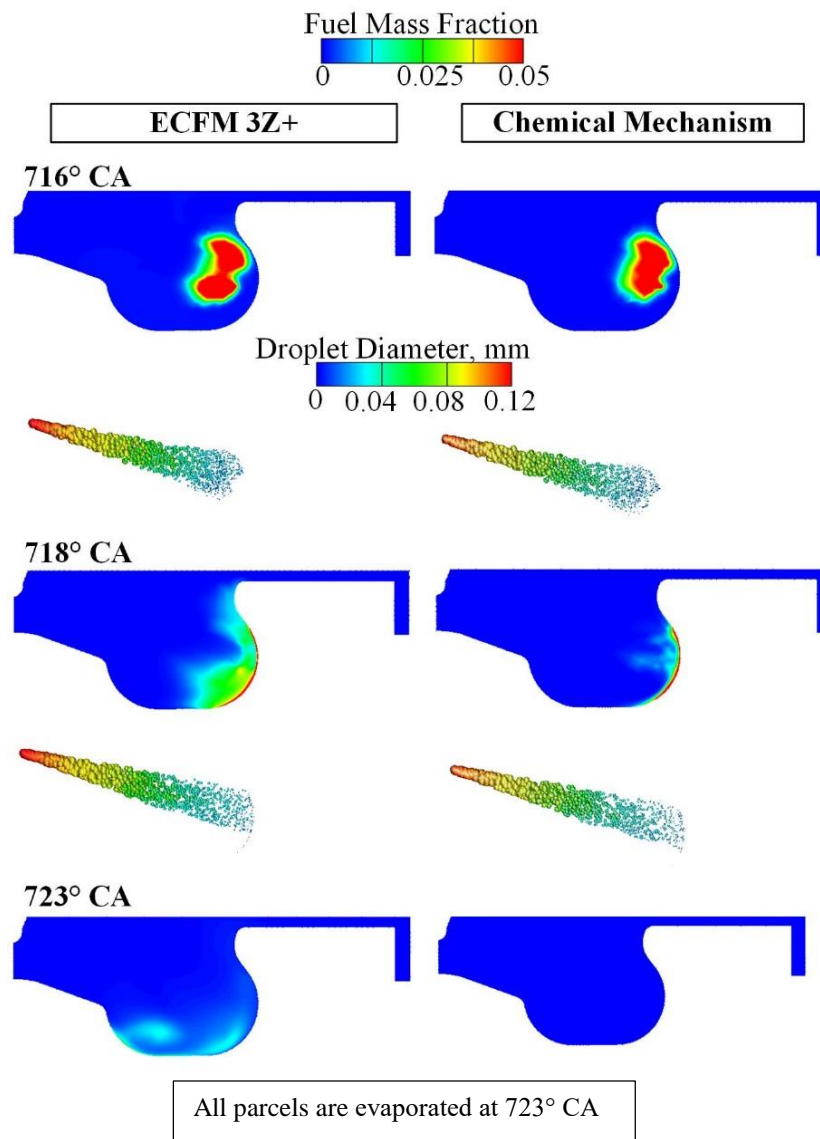 Fuel Mass Fraction
0 0.025 0.05
ECFM 3Z+ Chemical Mechanism
716° CA
Droplet Diameter, mm
0 0.04 0.08 0.12
718° CA
723° CA
All parcels are evaporated at 723° CA